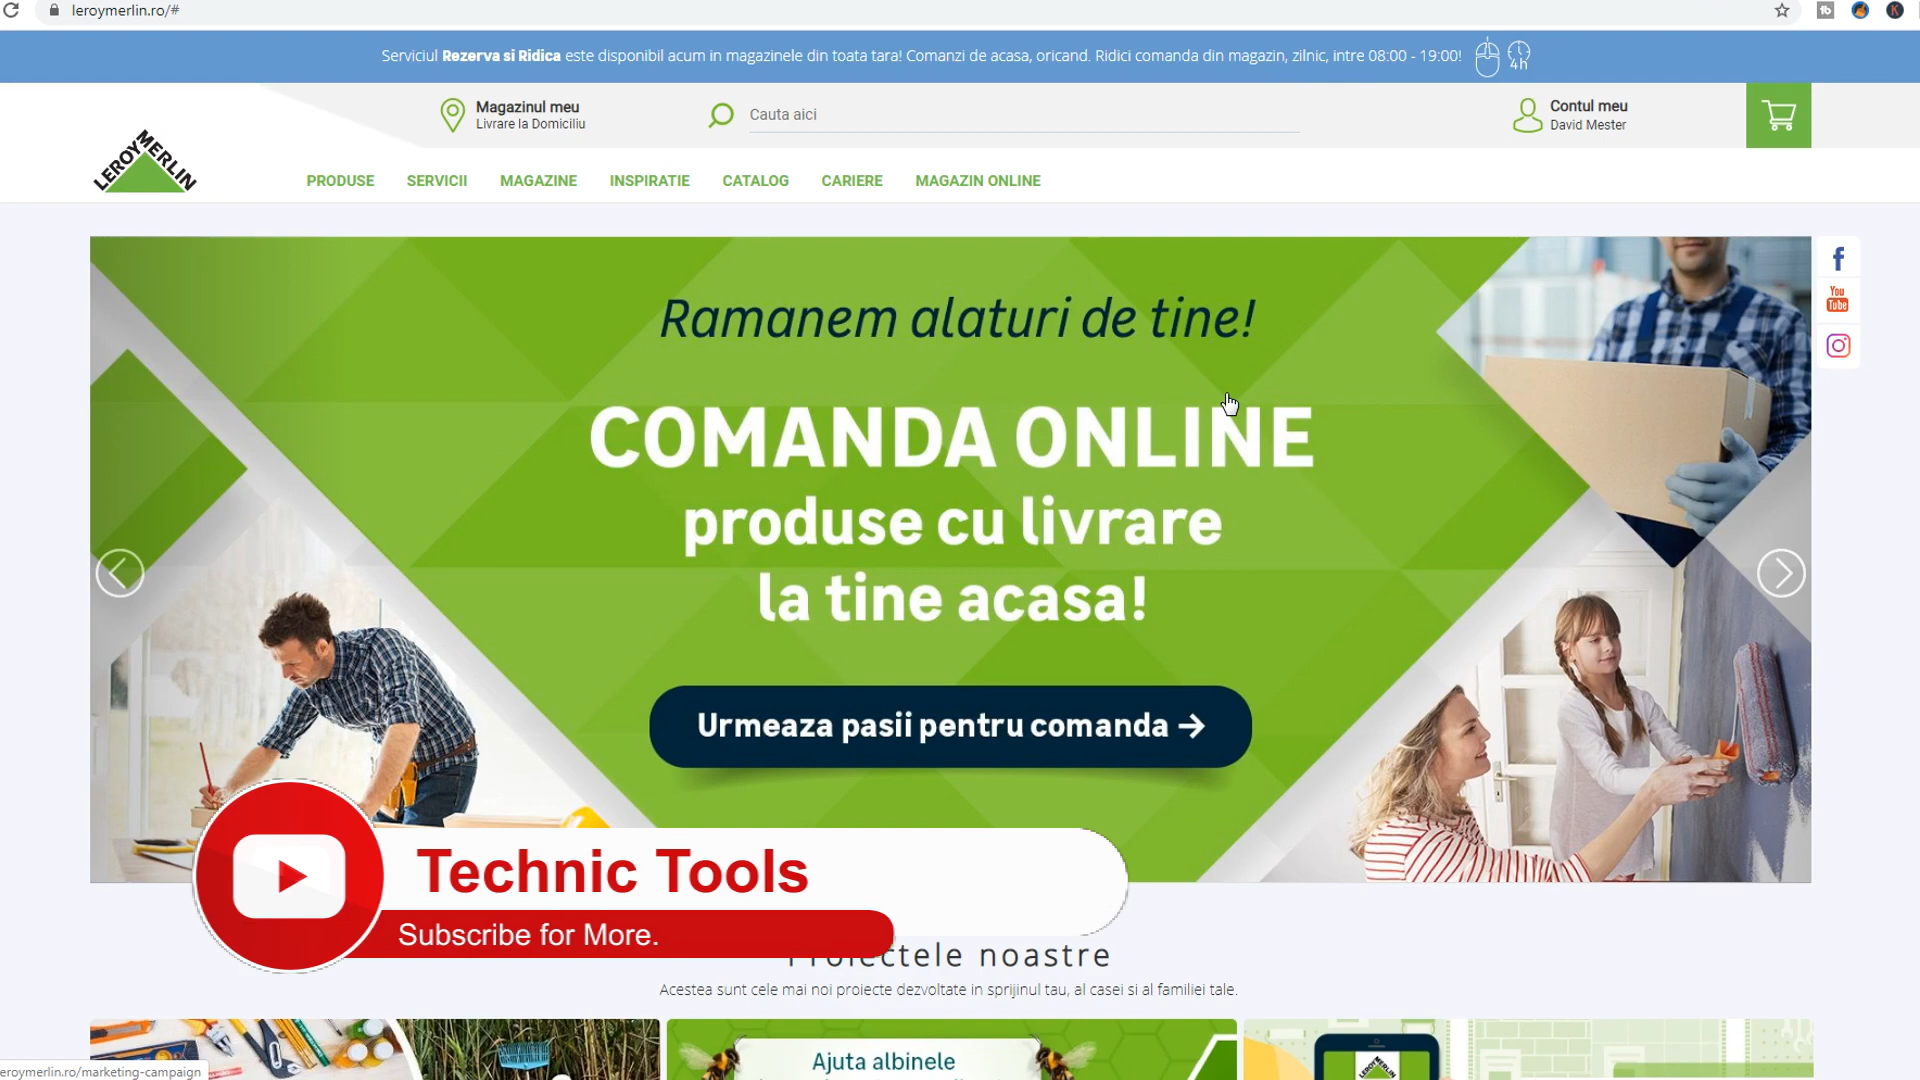 leroymerlin.ro/#
Serviciul Rezerva si Ridica este disponibil acum in magazinele din toata tara! Comanzi de acasa, oricand. Ridici comanda din magazin, zilnic, intre 08:00 - 19:00!
4h
Magazinul meu
Livrare la Domiciliu
Cauta aici
Contul meu
David Mester
LEROY MERLIN
PRODUSE SERVICII MAGAZINE INSPIRATIE CATALOG CARIERE MAGAZIN ONLINE
You
Tube
Ramanem alaturi de tine!
COMANDA ONLINE
produse cu livrare
la tine acasa!
Urmeaza pasii pentru comanda →
Technic Tools
Subscribe for More.
noastre
Acestea sunt cele mai noi proiecte dezvoltate in sprijinul tau, al casei si al familiei tale.
Ajuta albinele
LEROY MERLIN
eroymerlin.ro/marketing-campaign